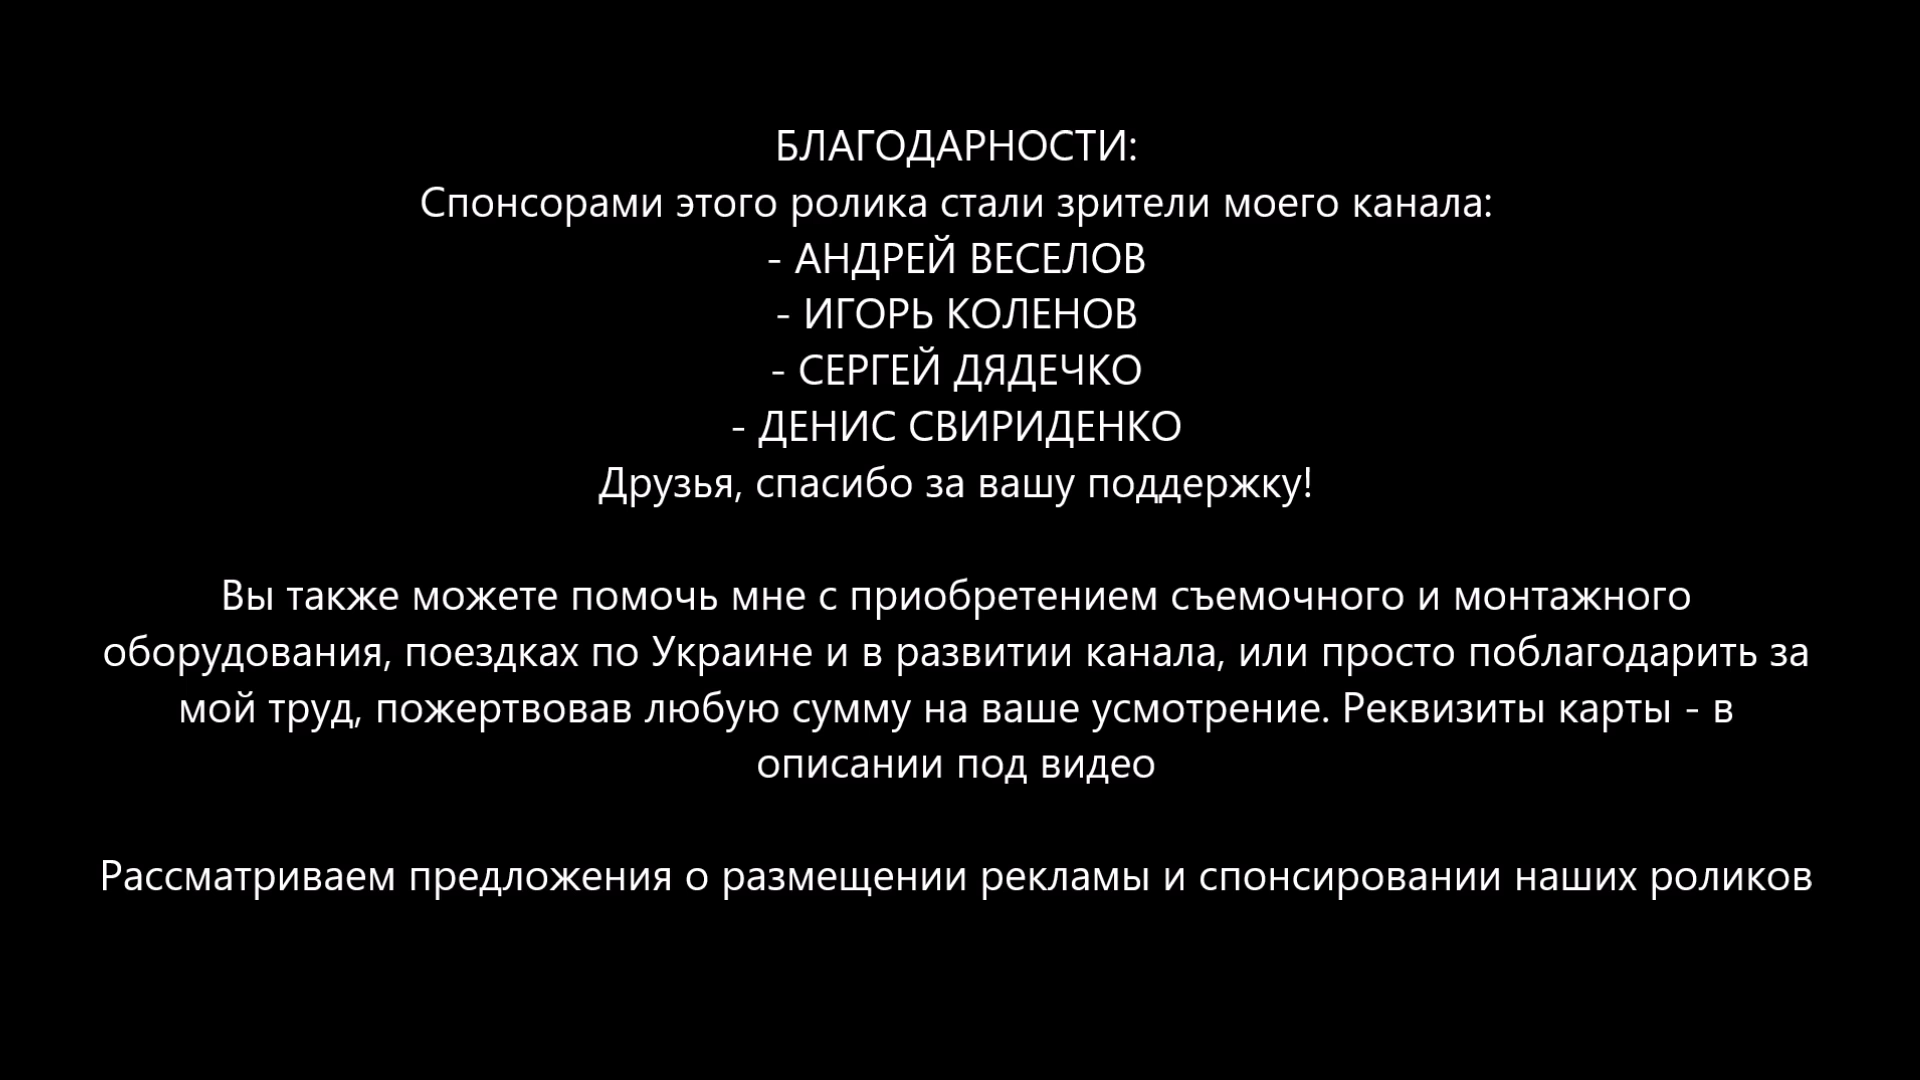 БЛАГОДАРНОСТИ:
Спонсорами этого ролика стали зрители моего канала:
- АНДРЕЙ ВЕСЕЛОВ
- ИГОРЬ КОЛЕНОВ
- СЕРГЕЙ ДЯДЕЧКО
- ДЕНИС СВИРИДЕНКО
Друзья, спасибо за вашу поддержку!
Вы также можете помочь мне с приобретением съемочного и монтажного
оборудования, поездках по Украине и в развитии канала, или просто поблагодарить за
мой труд, пожертвовав любую сумму на ваше усмотрение. Реквизиты карты - в
описании под видео
Рассматриваем предложения о размещении рекламы и спонсировании наших роликов